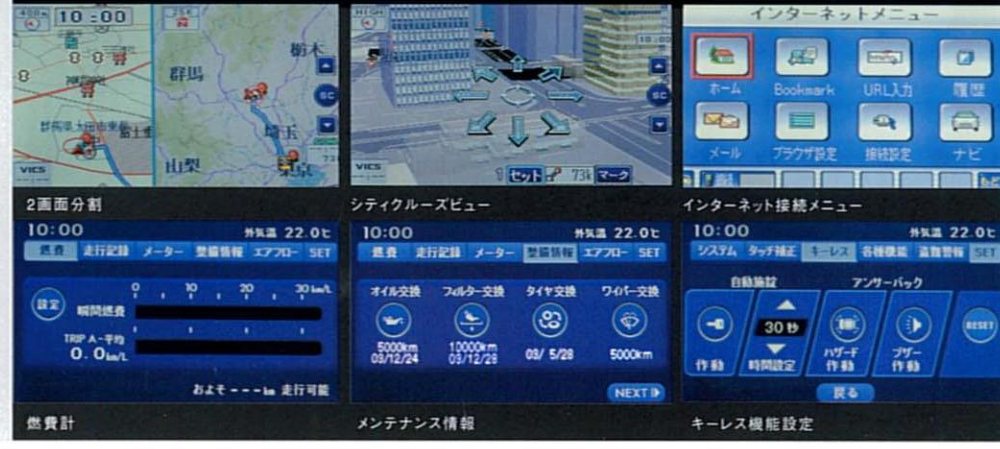 10:00
25K
栃木
群馬
埼玉
山梨
東京
VICS
2画面分割
HIGH
SC
VICS
セット
73k
マーク
シティクルーズビュー
インターネットメニュー
ホーム
Bookmark
URL入力
履歴
メール
ブラウザ設定
接続設定
ナビ
インターネット接続メニュー
10:00
外気温 22.0℃
燃費 走行記録 メーター 整備情報 エアフロー SET
設定
0 10 20 30 km/L
瞬間燃費
TRIP A-平均
0.0km/L
およそ ---km 走行可能
燃費計
10:00
外気温 22.0℃
燃費 走行記録 メーター 整備情報 エアフロー SET
オイル交換 フィルター交換 タイヤ交換 ワイパー交換
5000km
03/12/24
10000km
03/12/28
03/ 5/28
5000km
NEXT
メンテナンス情報
10:00
外気温 22.0℃
システム タッチ補正 キーレス 各種機能 盗難警報 SET
自動施錠
アンサーバック
作動
30秒
時間設定
ハザード
作動
ブザー
作動
RESET
戻る
キーレス機能設定